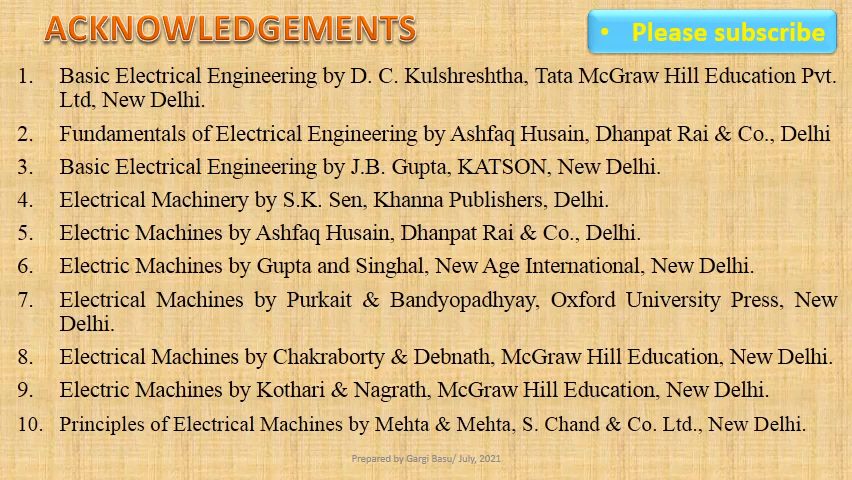 ACKNOWLEDGEMENTS
• Please subscribe
1. Basic Electrical Engineering by D. C. Kulshreshtha, Tata McGraw Hill Education Pvt.
Ltd, New Delhi.
2. Fundamentals of Electrical Engineering by Ashfaq Husain, Dhanpat Rai & Co., Delhi
3. Basic Electrical Engineering by J.B. Gupta, KATSON, New Delhi.
4. Electrical Machinery by S.K. Sen, Khanna Publishers, Delhi.
5. Electric Machines by Ashfaq Husain, Dhanpat Rai & Co., Delhi.
6. Electric Machines by Gupta and Singhal, New Age International, New Delhi.
7. Electrical Machines by Purkait & Bandyopadhyay, Oxford University Press, New
Delhi.
8. Electrical Machines by Chakraborty & Debnath, McGraw Hill Education, New Delhi.
9. Electric Machines by Kothari & Nagrath, McGraw Hill Education, New Delhi.
10. Principles of Electrical Machines by Mehta & Mehta, S. Chand & Co. Ltd., New Delhi.
Prepared by Gargi Basu/ July, 2021